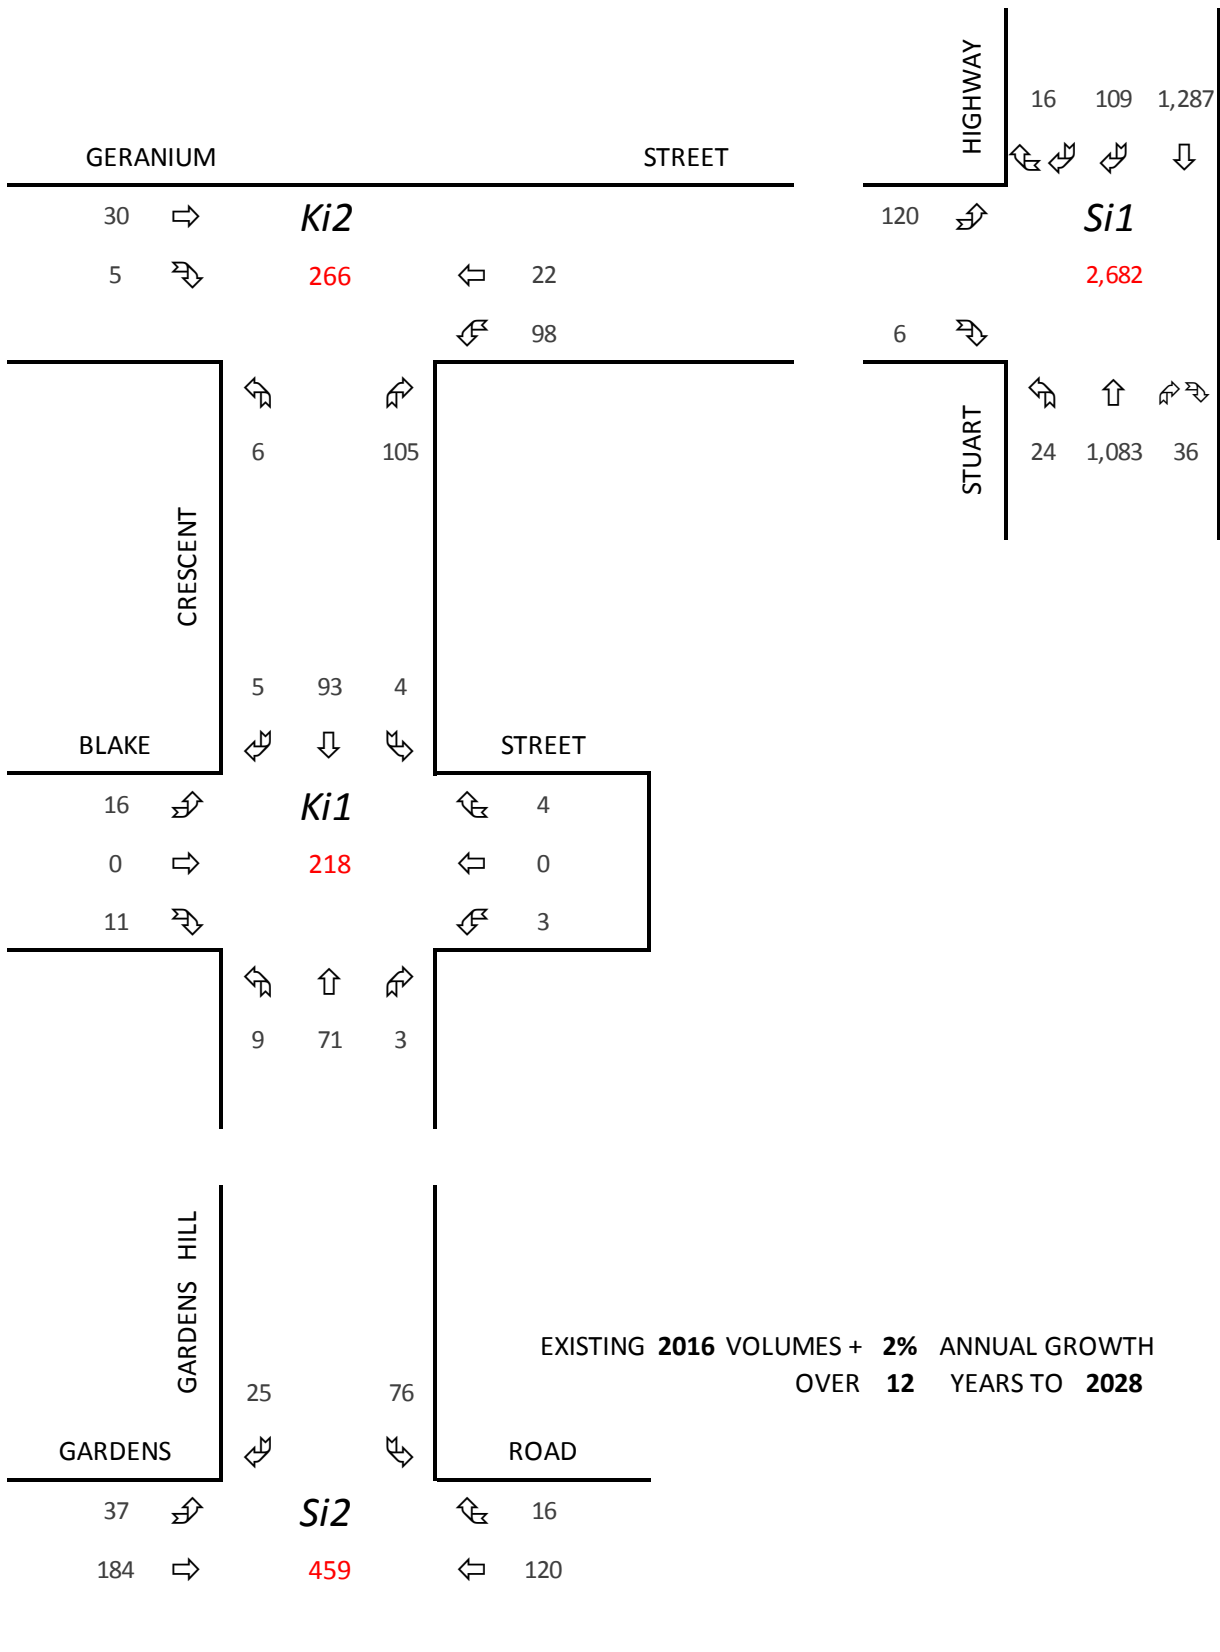 HIGHWAY
16 109 1,287
GERANIUM STREET
30 Ki2 120 Si1
5 266 22 2,682
98 6
6 105 STUART 24 1,083 36
CRESCENT
5 93 4
BLAKE STREET
16 Ki1 4
0 218 0
11 3
9 71 3
GARDENS HILL
EXISTING 2016 VOLUMES + 2% ANNUAL GROWTH
OVER 12 YEARS TO 2028
25 76
GARDENS ROAD
37 Si2 16
184 459 120